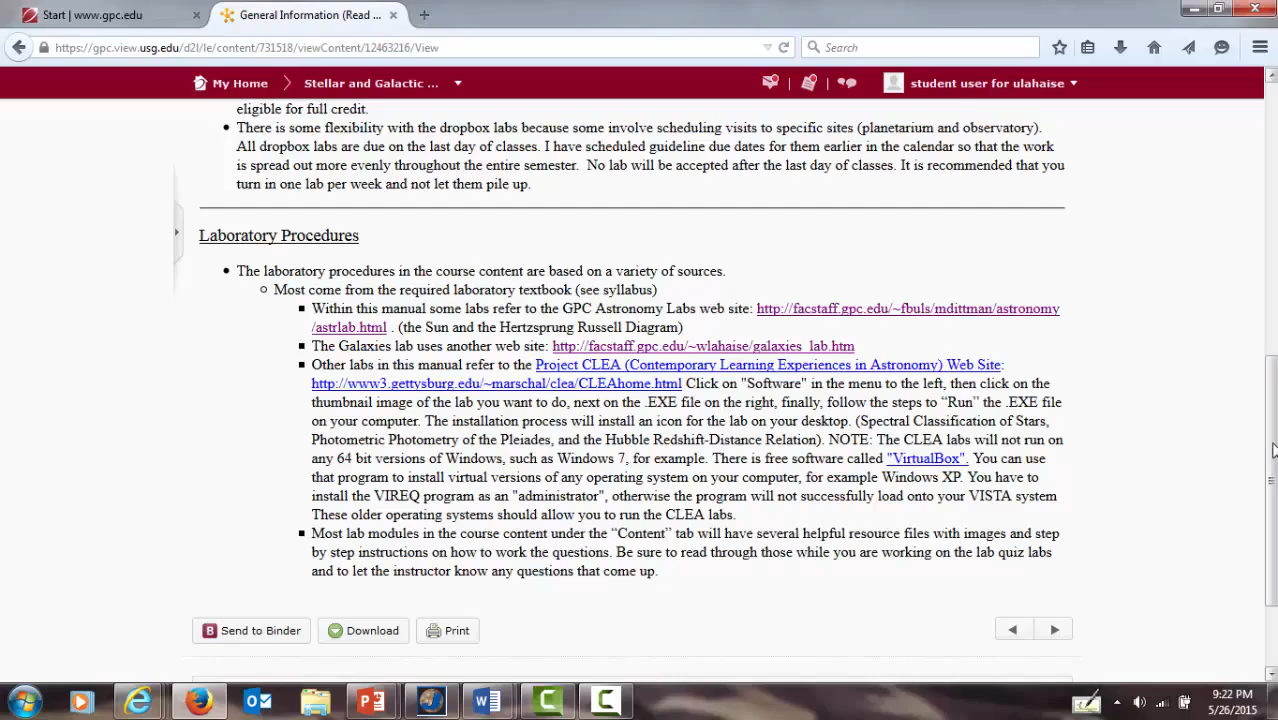 Start | www.gpc.edu ×
General Information (Read ... ×
https://gpc.view.usg.edu/d2l/le/content/731518/viewContent/12463216/View
Search
My Home
Stellar and Galactic ...
student user for ulahaise
eligible for full credit.
• There is some flexibility with the dropbox labs because some involve scheduling visits to specific sites (planetarium and observatory).
All dropbox labs are due on the last day of classes. I have scheduled guideline due dates for them earlier in the calendar so that the work
is spread out more evenly throughout the entire semester. No lab will be accepted after the last day of classes. It is recommended that you
turn in one lab per week and not let them pile up.
Laboratory Procedures
• The laboratory procedures in the course content are based on a variety of sources.
Most come from the required laboratory textbook (see syllabus)
Within this manual some labs refer to the GPC Astronomy Labs web site: http://facstaff.gpc.edu/~fbuls/mdittman/astronomy
/astrlab.html . (the Sun and the Hertzsprung Russell Diagram)
The Galaxies lab uses another web site: http://facstaff.gpc.edu/~wlahaise/galaxies_lab.htm
Other labs in this manual refer to the Project CLEA (Contemporary Learning Experiences in Astronomy) Web Site:
http://www3.gettysburg.edu/~marschal/clea/CLEAhome.html Click on "Software" in the menu to the left, then click on the
thumbnail image of the lab you want to do, next on the .EXE file on the right, finally, follow the steps to “Run” the .EXE file
on your computer. The installation process will install an icon for the lab on your desktop. (Spectral Classification of Stars,
Photometric Photometry of the Pleiades, and the Hubble Redshift-Distance Relation). NOTE: The CLEA labs will not run on
any 64 bit versions of Windows, such as Windows 7, for example. There is free software called "VirtualBox". You can use
that program to install virtual versions of any operating system on your computer, for example Windows XP. You have to
install the VIREQ program as an "administrator", otherwise the program will not successfully load onto your VISTA system
These older operating systems should allow you to run the CLEA labs.
Most lab modules in the course content under the “Content” tab will have several helpful resource files with images and step
by step instructions on how to work the questions. Be sure to read through those while you are working on the lab quiz labs
and to let the instructor know any questions that come up.
Send to Binder
Download
Print
9:22 PM
5/26/2015